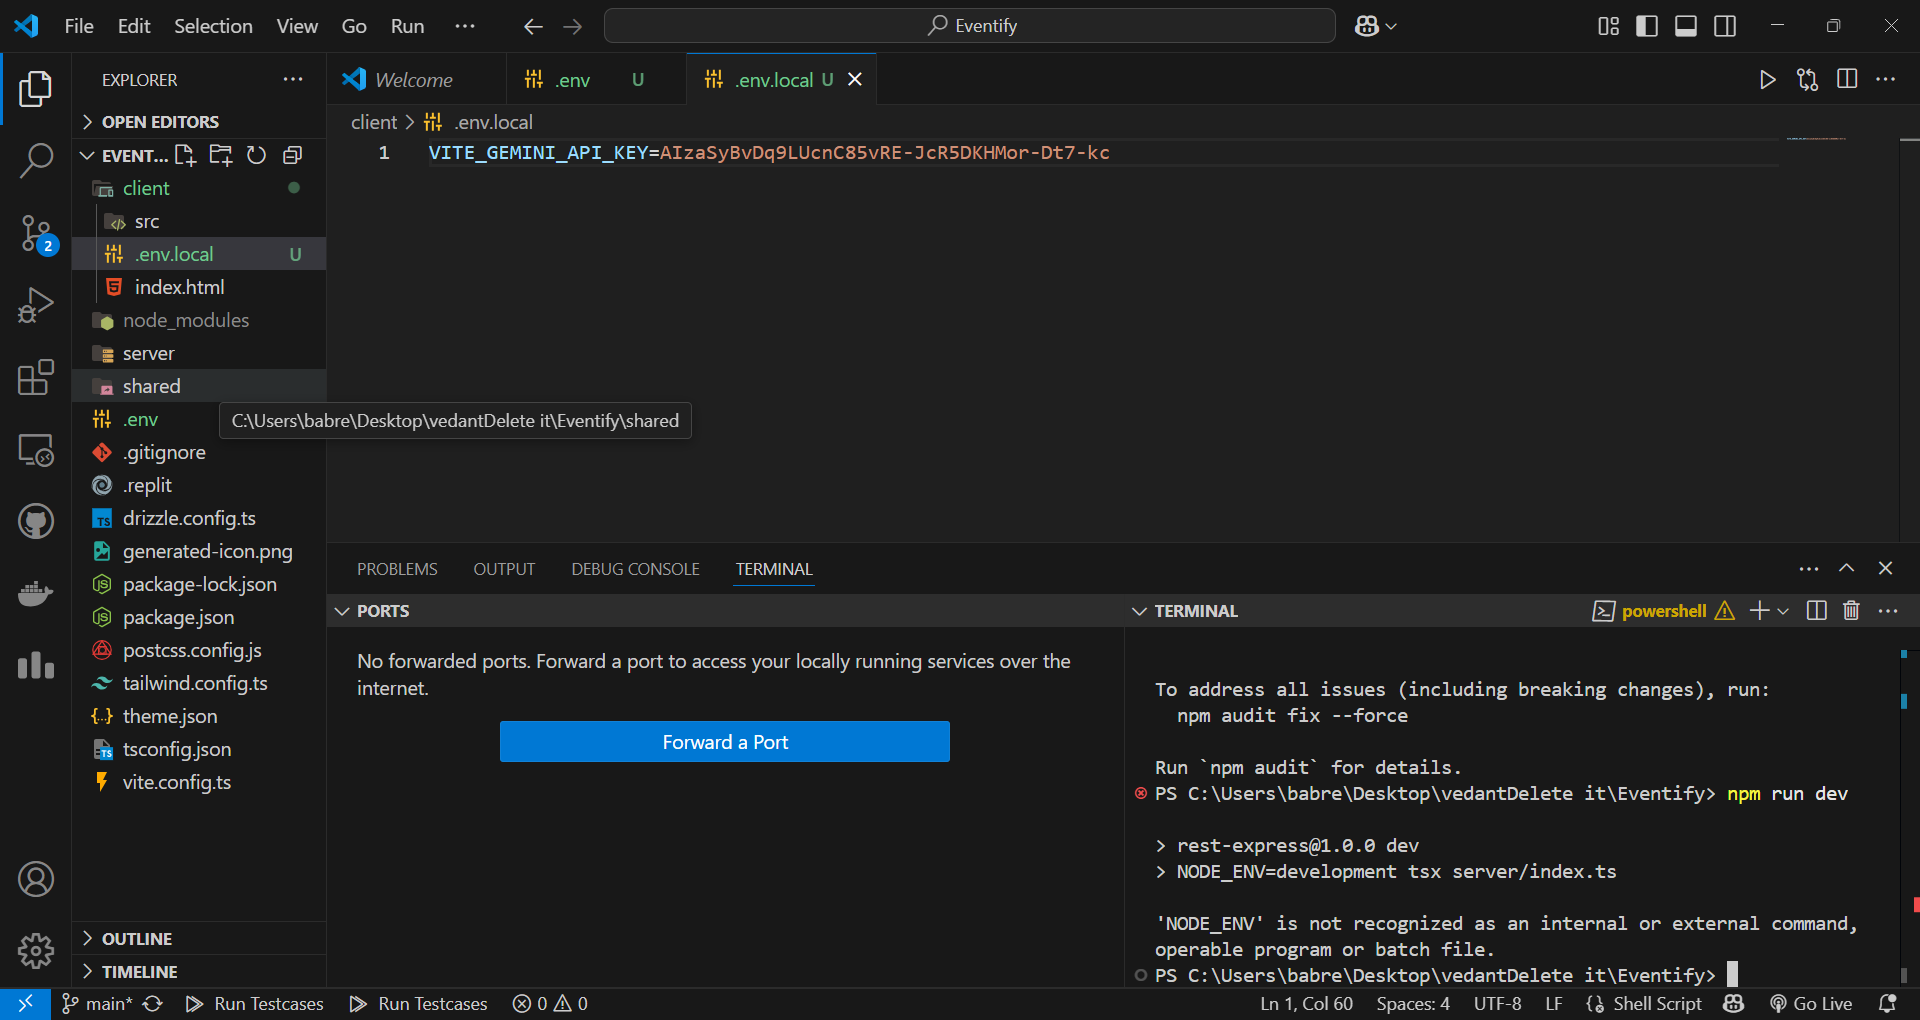 File Edit Selection View Go Run ··· Eventify
EXPLORER
OPEN EDITORS
EVENT...
client
src
.env.local U
index.html
node_modules
server
shared
.env
.gitignore
.replit
drizzle.config.ts
generated-icon.png
package-lock.json
package.json
postcss.config.js
tailwind.config.ts
theme.json
tsconfig.json
vite.config.ts
OUTLINE
TIMELINE
2
Welcome .env U .env.local U
client > .env.local
1 VITE_GEMINI_API_KEY=AIzaSyBvDq9LUcnC85vRE-JcR5DKHMor-Dt7-kc
C:\Users\babre\Desktop\vedantDelete it\Eventify\shared
PROBLEMS OUTPUT DEBUG CONSOLE TERMINAL
PORTS
No forwarded ports. Forward a port to access your locally running services over the
internet.
Forward a Port
TERMINAL powershell
To address all issues (including breaking changes), run:
npm audit fix --force
Run `npm audit` for details.
PS C:\Users\babre\Desktop\vedantDelete it\Eventify> npm run dev
> rest-express@1.0.0 dev
> NODE_ENV=development tsx server/index.ts
'NODE_ENV' is not recognized as an internal or external command,
operable program or batch file.
PS C:\Users\babre\Desktop\vedantDelete it\Eventify>
main* Run Testcases Run Testcases 0 0 Ln 1, Col 60 Spaces: 4 UTF-8 LF Shell Script Go Live